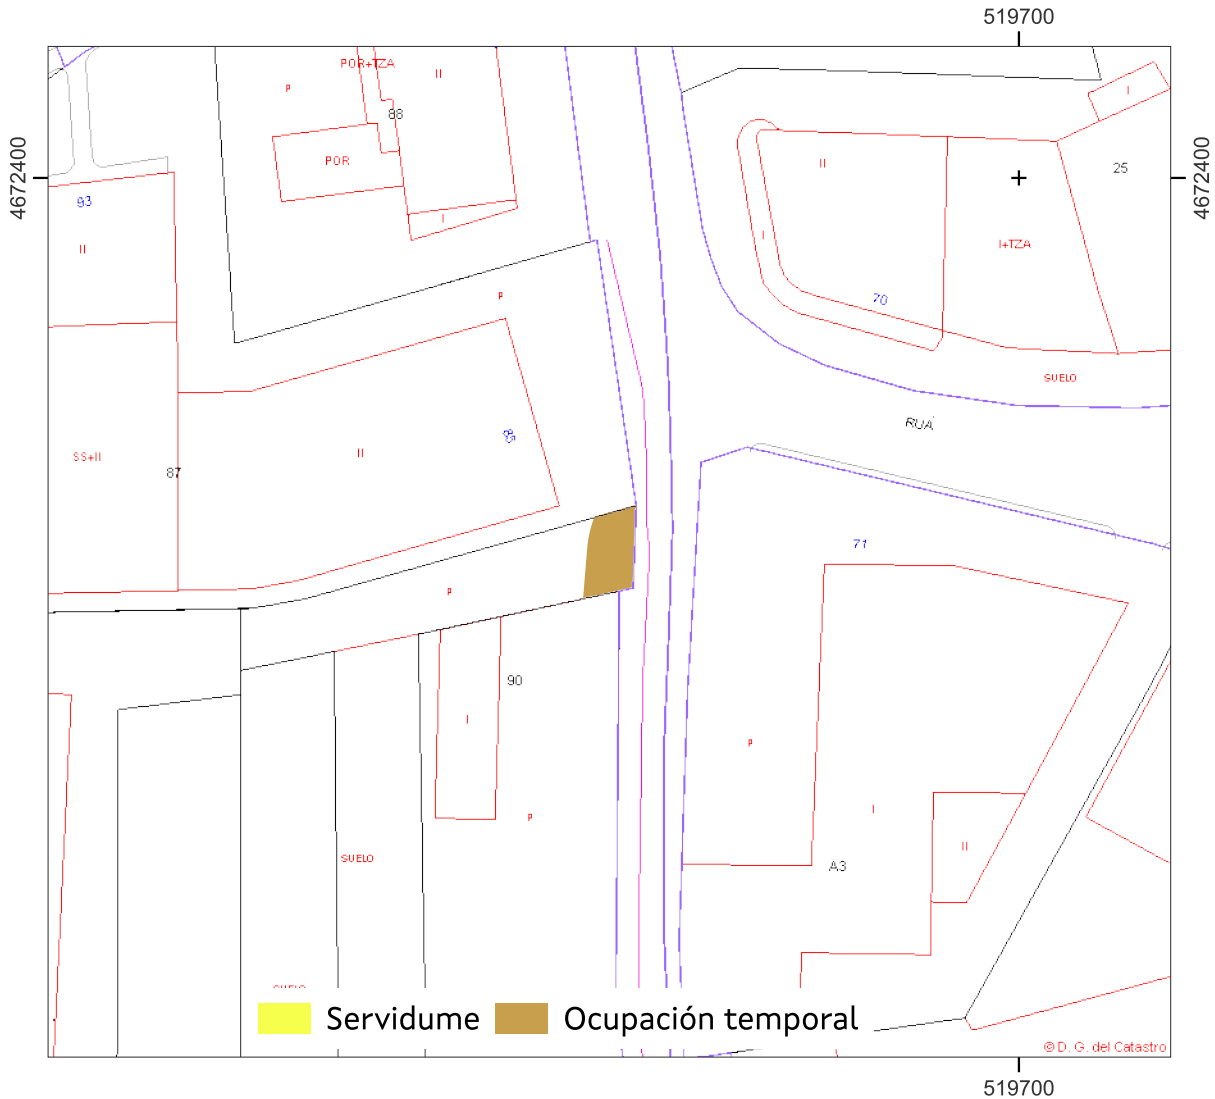 519700
POR+TZA
P
II
I
88
4672400
4672400
POR
II
25
93
I
I
II
I+TZA
P
70
SUELO
RUA
SS+II
II
87
71
P
90
I
P
P
I
II
SUELO
A3
SUELO
Servidume
Ocupación temporal
© D. G. del Catastro
519700